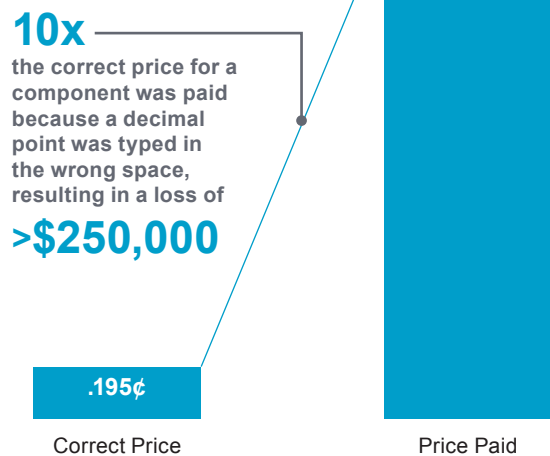 10x
the correct price for a
component was paid
because a decimal
point was typed in
the wrong space,
resulting in a loss of
>$250,000
.195¢
Correct Price
Price Paid